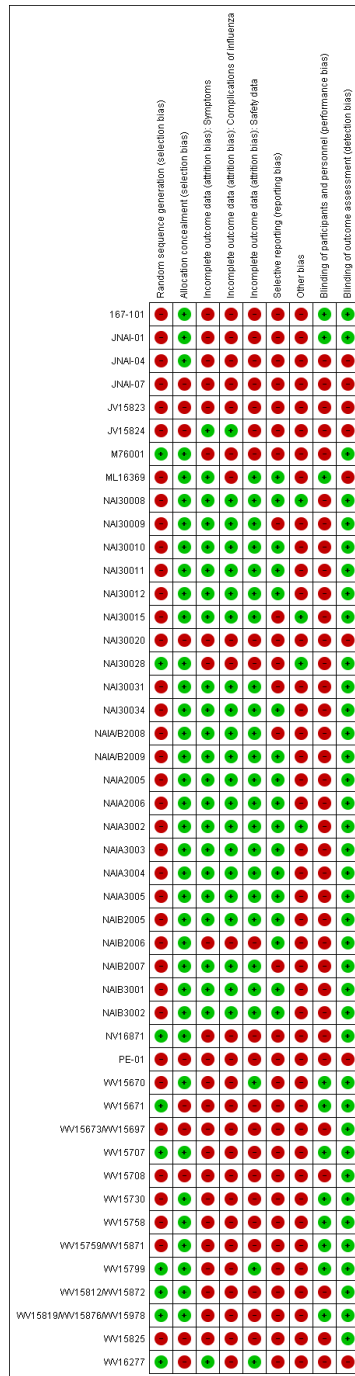 Random sequence generation (selection bias)
Allocation concealment (selection bias)
Incomplete outcome data (attrition bias): Symptoms
Incomplete outcome data (attrition bias): Complications of influenza
Incomplete outcome data (attrition bias): Safety data
Selective reporting (reporting bias)
Other bias
Blinding of participants and personnel (performance bias)
Blinding of outcome assessment (detection bias)
167-101
JNAI-01
JNAI-04
JNAI-07
JV15823
JV15824
M76001
ML16369
NAI30008
NAI30009
NAI30010
NAI30011
NAI30012
NAI30015
NAI30020
NAI30028
NAI30031
NAI30034
NAIA/B2008
NAIA/B2009
NAIA2005
NAIA2006
NAIA3002
NAIA3003
NAIA3004
NAIA3005
NAIB2005
NAIB2006
NAIB2007
NAIB3001
NAIB3002
NV16871
PE-01
WV15670
WV15671
WV15673/WV15697
WV15707
WV15708
WV15730
WV15758
WV15759/WV15871
WV15799
WV15812/WV15872
WV15819/WV15876/WV15978
WV15825
WV16277